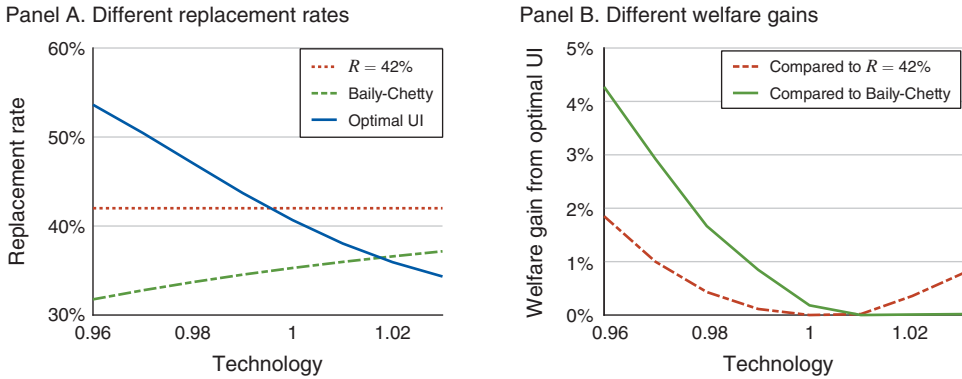 Panel A. Different replacement rates
60%
50%
40%
30%
Replacement rate
R = 42%
Baily-Chetty
Optimal UI
0.96
0.98
1
1.02
Technology
Panel B. Different welfare gains
5%
4%
3%
2%
1%
0%
Welfare gain from optimal UI
Compared to R = 42%
Compared to Baily-Chetty
0.96
0.98
1
1.02
Technology